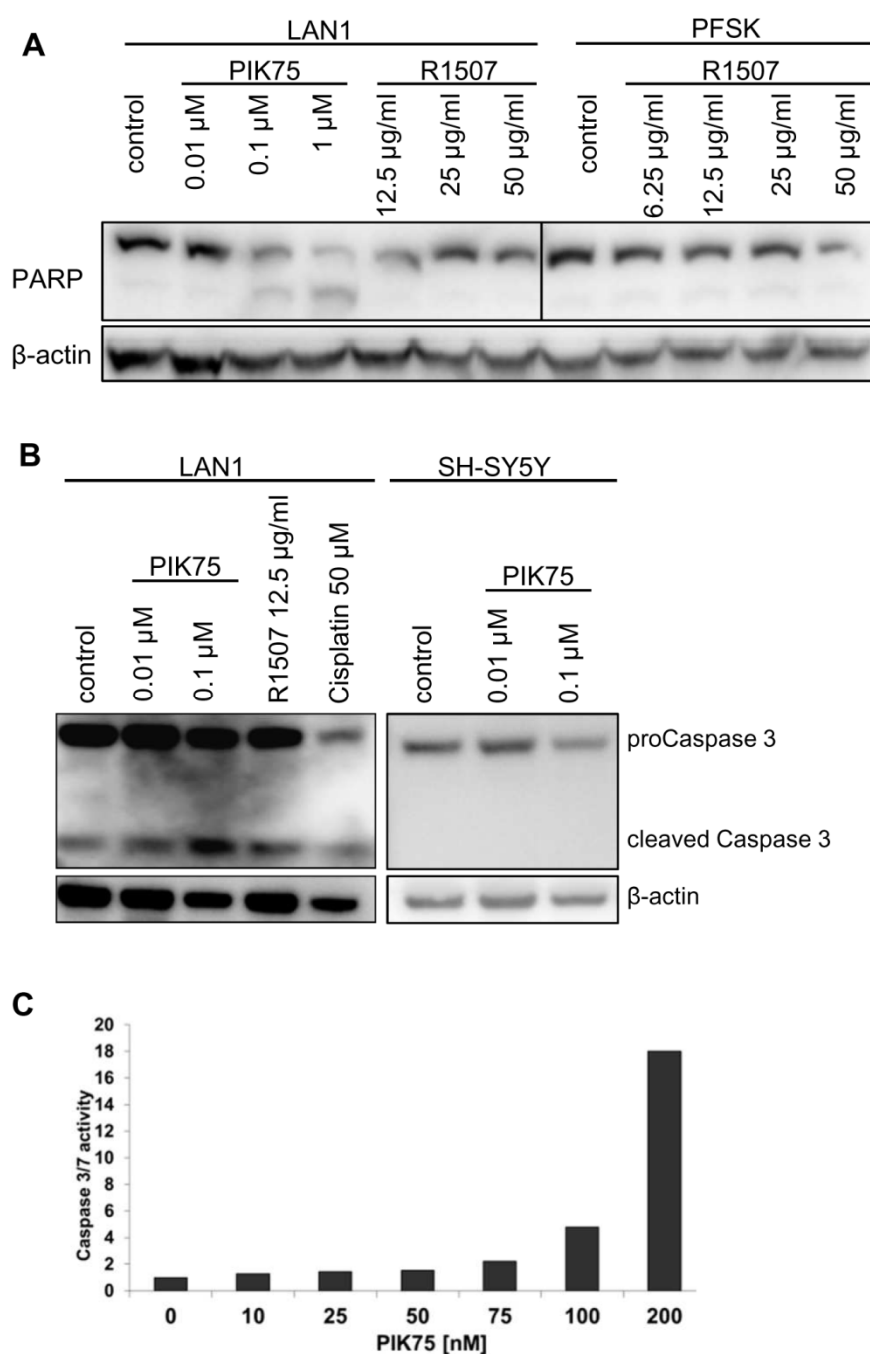 A
LAN1 PFSK
PIK75 R1507 R1507
control 0.01 µM 0.1 µM 1 µM 12.5 µg/ml 25 µg/ml 50 µg/ml control 6.25 µg/ml 12.5 µg/ml 25 µg/ml 50 µg/ml
PARP
β-actin
B
LAN1 SH-SY5Y
PIK75 PIK75
control 0.01 µM 0.1 µM R1507 12.5 µg/ml Cisplatin 50 µM control 0.01 µM 0.1 µM
proCaspase 3
cleaved Caspase 3
β-actin
C
Caspase 3/7 activity
20
18
16
14
12
10
8
6
4
2
0
0 10 25 50 75 100 200
PIK75 [nM]